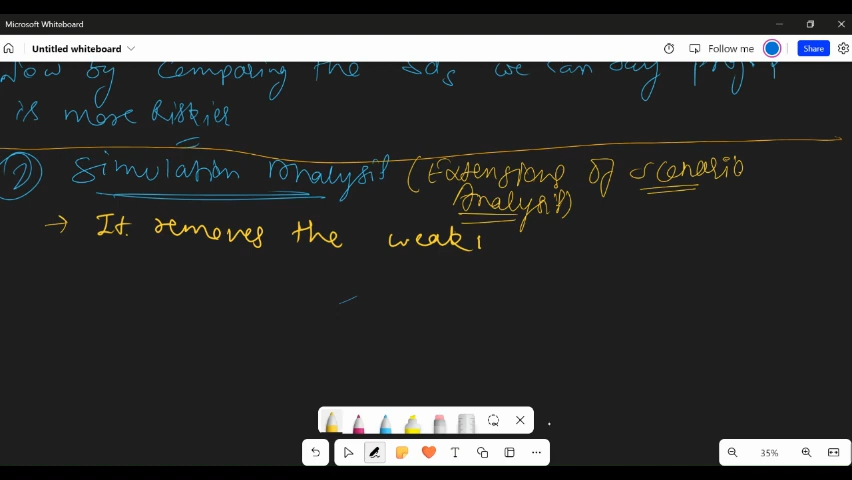 Microsoft Whiteboard
Untitled whiteboard
Follow me
Share
Now by Comparing the Sds we can say proj
is more Riskier
2) Simulation Analysis (Extensions of scenario
Analysis)
→ It removes the weak
35%